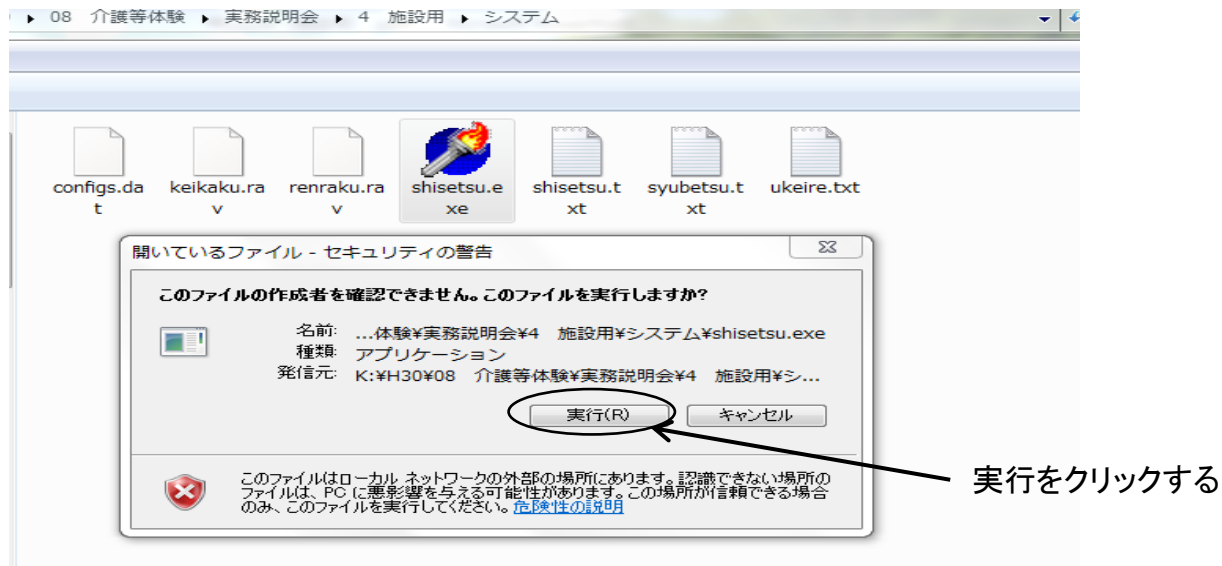 08 介護等体験 ▶ 実務説明会 ▶ 4 施設用 ▶ システム
configs.da
t
keikaku.ra
v
renraku.ra
v
shisetsu.e
xe
shisetsu.t
xt
syubetsu.t
xt
ukeire.txt
開いているファイル - セキュリティの警告
このファイルの作成者を確認できません。このファイルを実行しますか?
名前: ...体験¥実務説明会¥4 施設用¥システム¥shisetsu.exe
種類: アプリケーション
発信元: K:¥H30¥08 介護等体験¥実務説明会¥4 施設用¥シ...
実行(R)
キャンセル
実行をクリックする
このファイルはローカル ネットワークの外部の場所にあります。認識できない場所の
ファイルは、PC に悪影響を与える可能性があります。この場所が信頼できる場合
のみ、このファイルを実行してください。危険性の説明